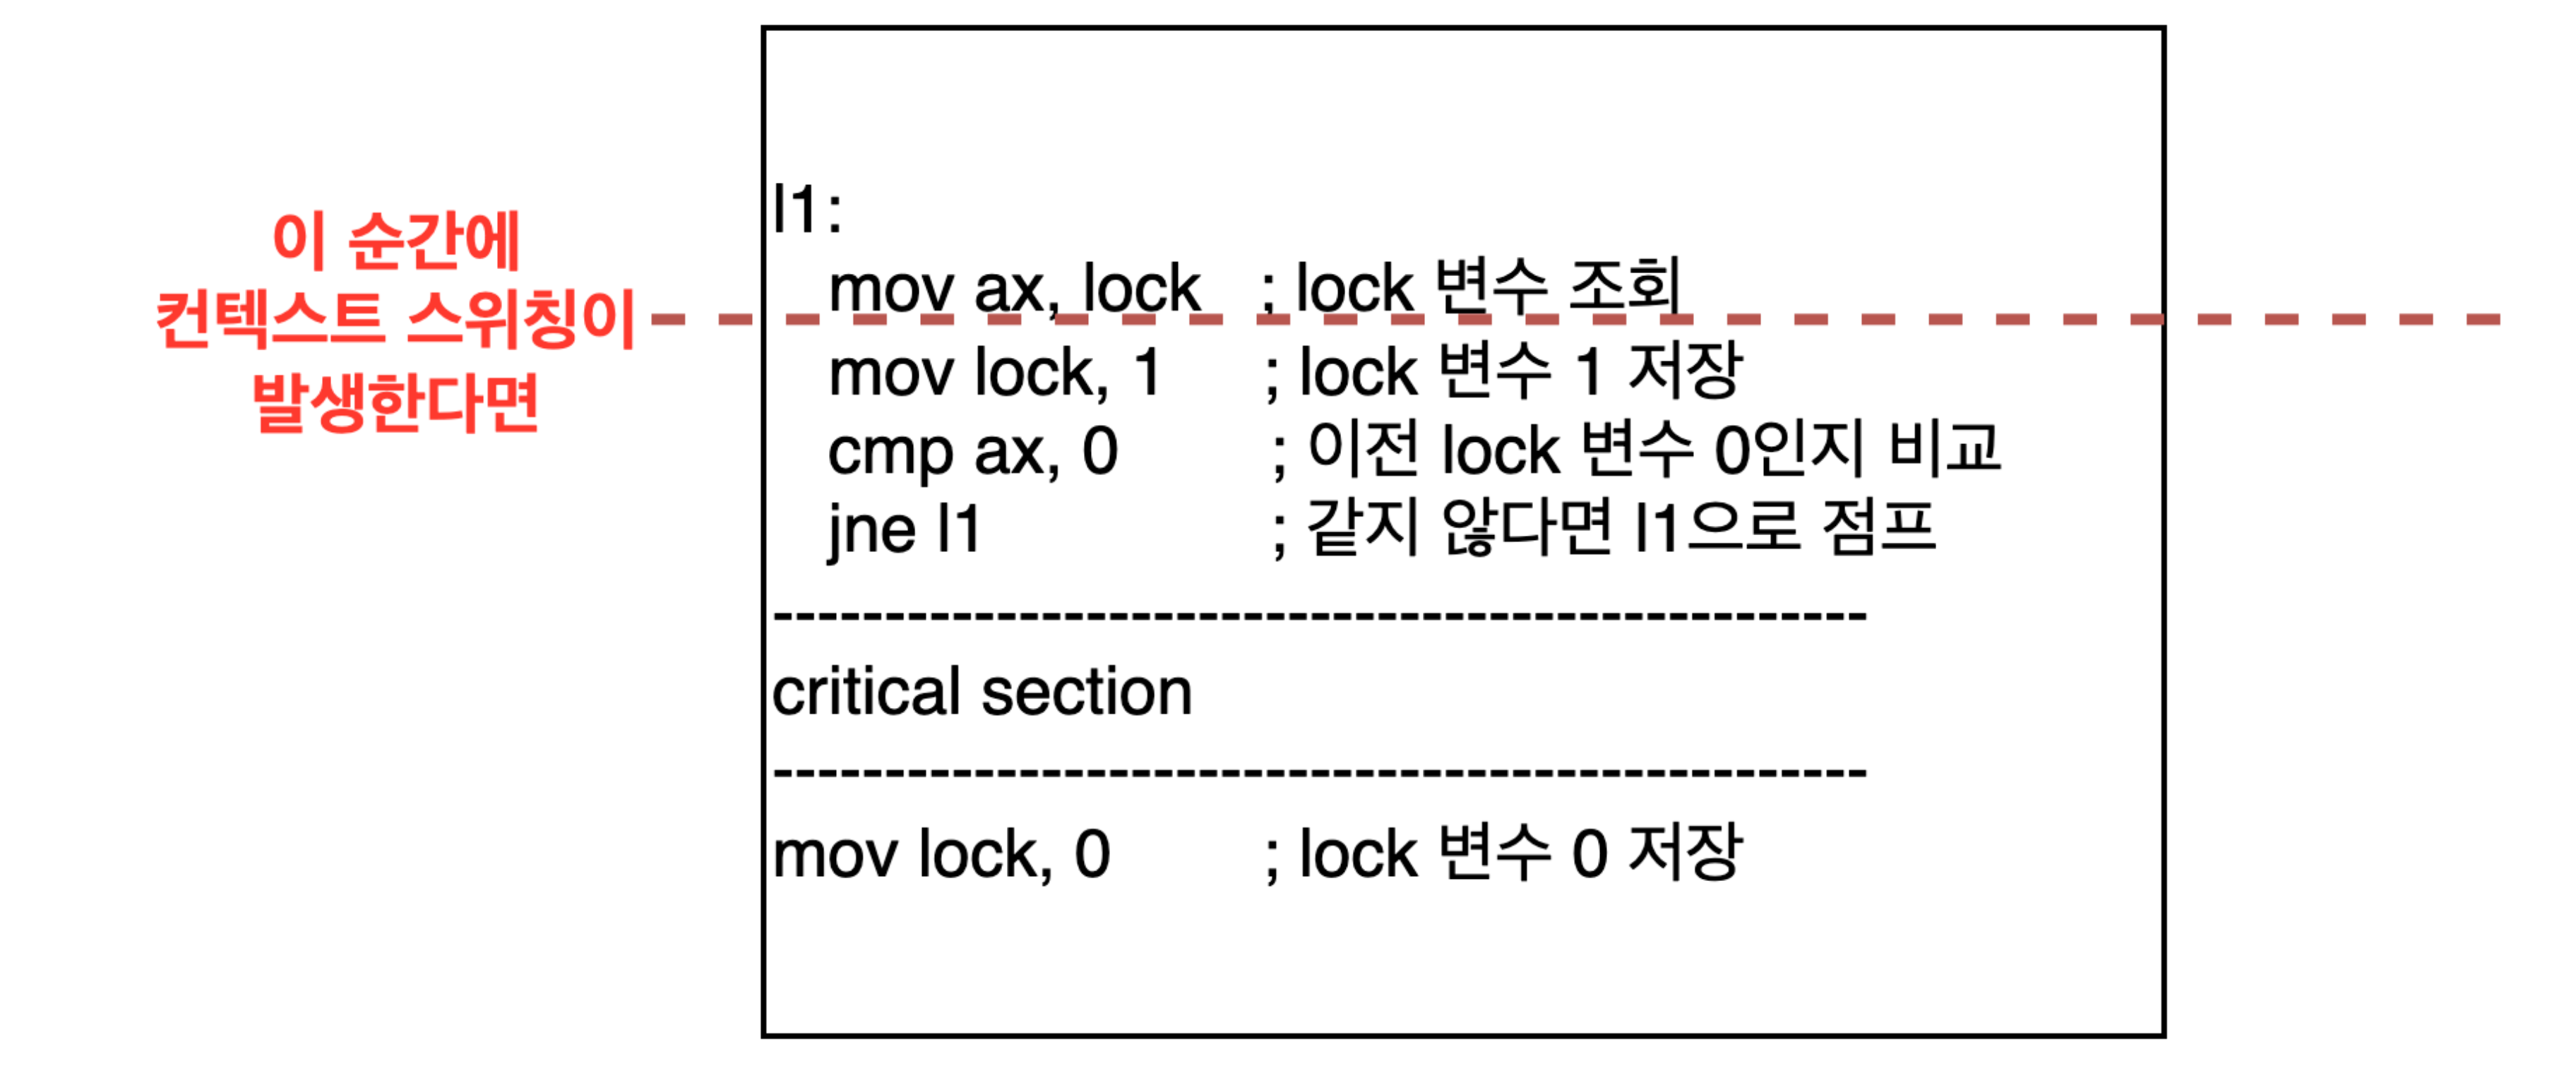 이 순간에
컨텍스트 스위칭이
발생한다면
l1:
mov ax, lock ; lock 변수 조회
mov lock, 1 ; lock 변수 1 저장
cmp ax, 0 ; 이전 lock 변수 0인지 비교
jne l1 ; 같지 않다면 l1으로 점프
-------------------------------------------------
critical section
-------------------------------------------------
mov lock, 0 ; lock 변수 0 저장